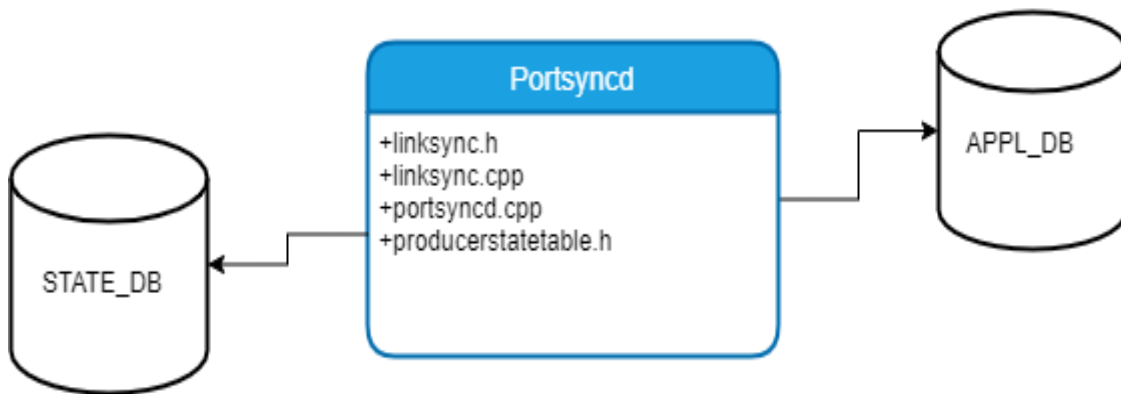 Portsyncd
+linksync.h
+linksync.cpp
+portsyncd.cpp
+producerstatetable.h
APPL_DB
STATE_DB